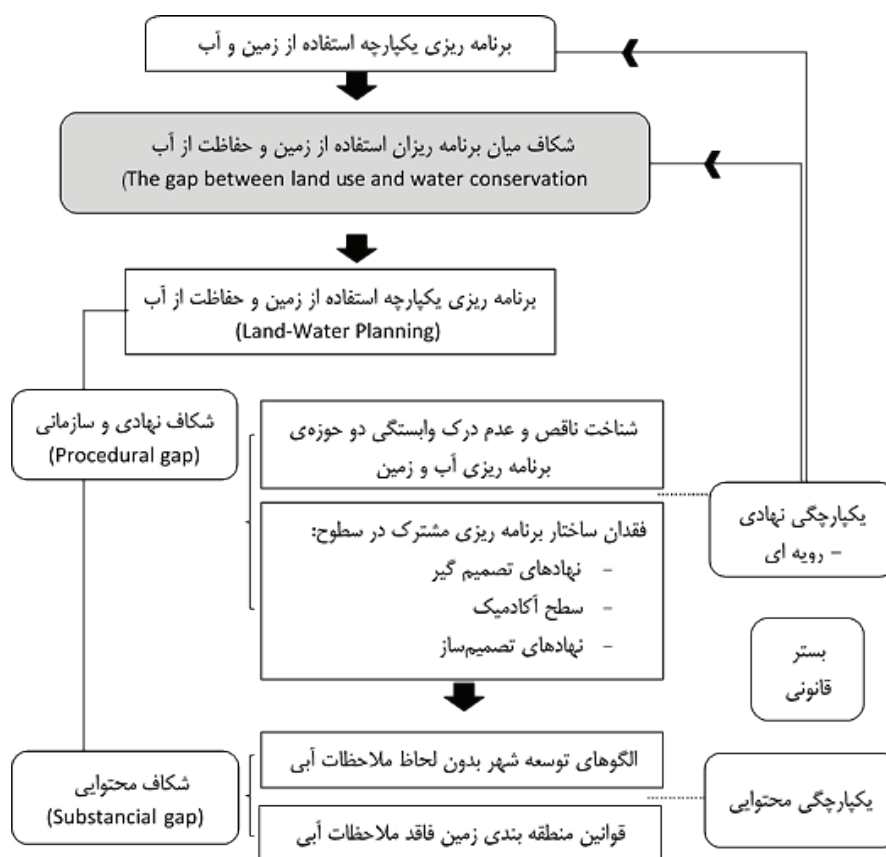 برنامه ریزی یکپارچه استفاده از زمین و آب
شکاف میان برنامه ریزان استفاده از زمین و حفاظت از آب
(The gap between land use and water conservation
برنامه ریزی یکپارچه استفاده از زمین و حفاظت از آب
(Land-Water Planning)
شکاف نهادی و سازمانی
(Procedural gap)
شناخت ناقص و عدم درک وابستگی دو حوزه‌ی
برنامه ریزی آب و زمین
یکپارچگی نهادی
– رویه ای
فقدان ساختار برنامه ریزی مشترک در سطوح:
– نهادهای تصمیم گیر
– سطح آکادمیک
– نهادهای تصمیم‌ساز
بستر
قانونی
شکاف محتوایی
(Substancial gap)
الگوهای توسعه شهر بدون لحاظ ملاحظات آبی
قوانین منطقه بندی زمین فاقد ملاحظات آبی
یکپارچگی محتوایی